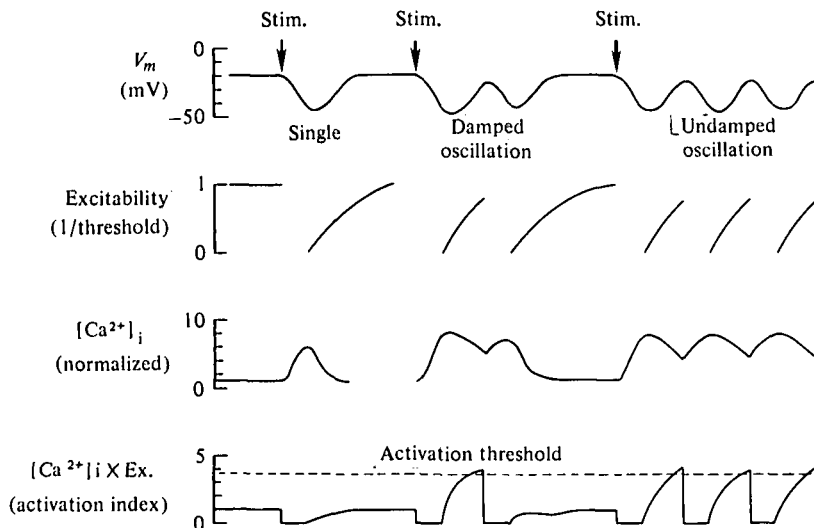 Stim. Stim. Stim.
0
V_m
(mV)
−50
Single
Damped
oscillation
Undamped
oscillation
Excitability
(1/threshold)
1
0
[Ca²⁺]i
(normalized)
10
0
[Ca²⁺]i × Ex.
(activation index)
5
0
Activation threshold